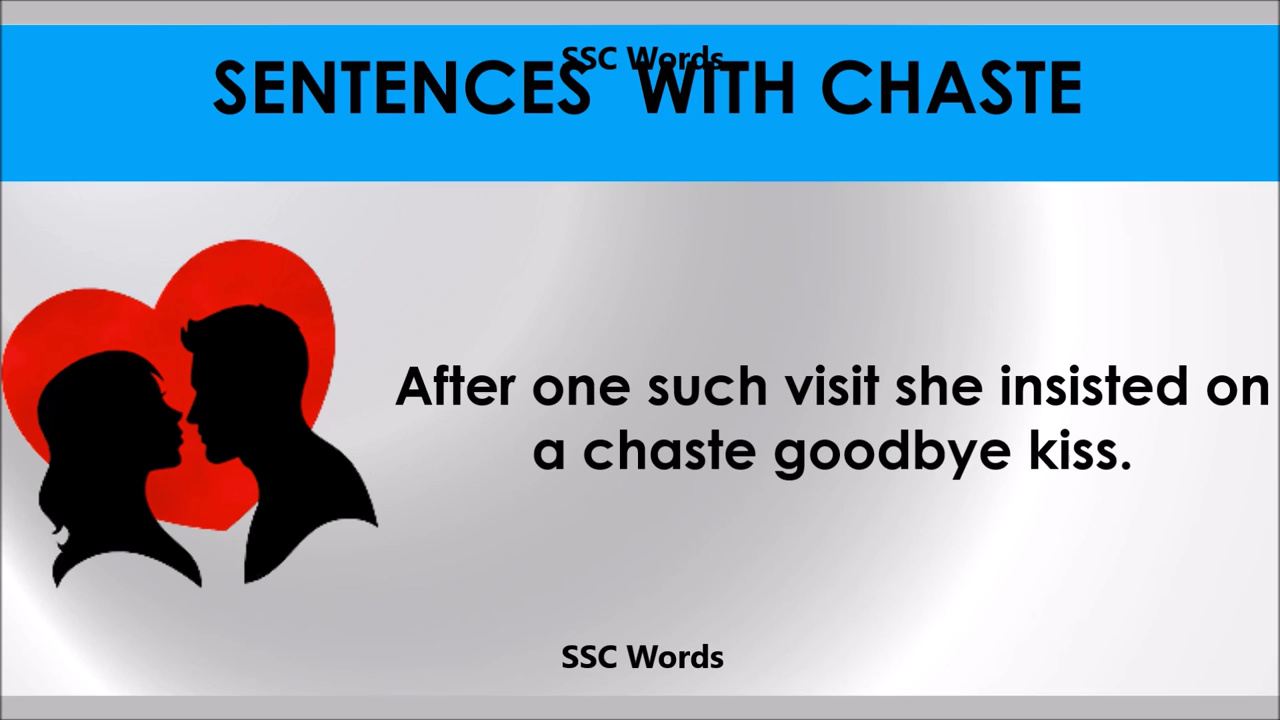 SSC Words
SENTENCES WITH CHASTE
After one such visit she insisted on
a chaste goodbye kiss.
SSC Words